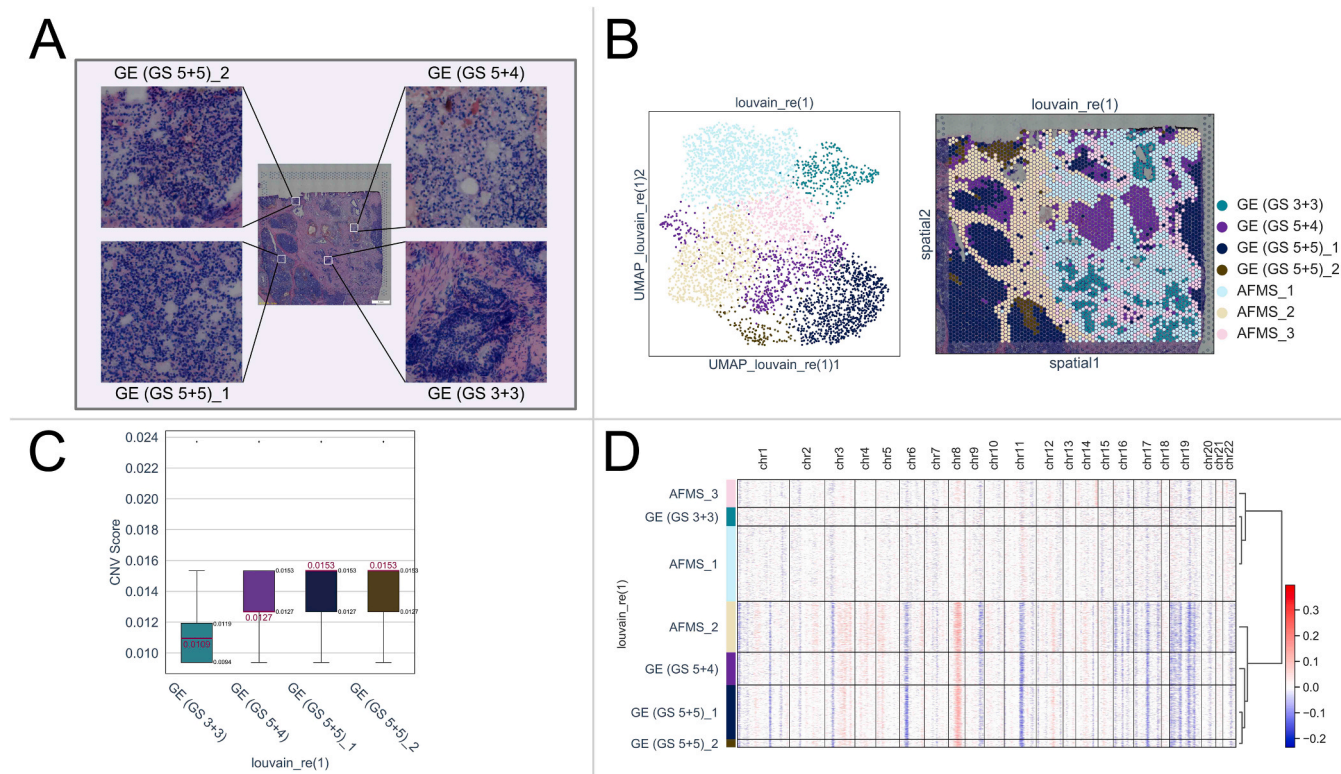 A
GE (GS 5+5)_2
GE (GS 5+4)
GE (GS 5+5)_1
GE (GS 3+3)
B
louvain_re(1)
UMAP_louvain_re(1)2
UMAP_louvain_re(1)1
louvain_re(1)
spatial2
spatial1
GE (GS 3+3)
GE (GS 5+4)
GE (GS 5+5)_1
GE (GS 5+5)_2
AFMS_1
AFMS_2
AFMS_3
C
CNV Score
0.024
0.022
0.020
0.018
0.016
0.014
0.012
0.010
0.0119
0.0109
0.0094
0.0153
0.0127
0.0127
0.0153
0.0153
0.0127
0.0153
0.0153
0.0127
GE (GS 3+3)
GE (GS 5+4)
GE (GS 5+5)_1
GE (GS 5+5)_2
louvain_re(1)
D
chr1
chr2
chr3
chr4
chr5
chr6
chr7
chr8
chr9
chr10
chr11
chr12
chr13
chr14
chr15
chr16
chr17
chr18
chr19
chr20
chr21
chr22
louvain_re(1)
AFMS_3
GE (GS 3+3)
AFMS_1
AFMS_2
GE (GS 5+4)
GE (GS 5+5)_1
GE (GS 5+5)_2
0.3
0.2
0.1
0.0
−0.1
−0.2